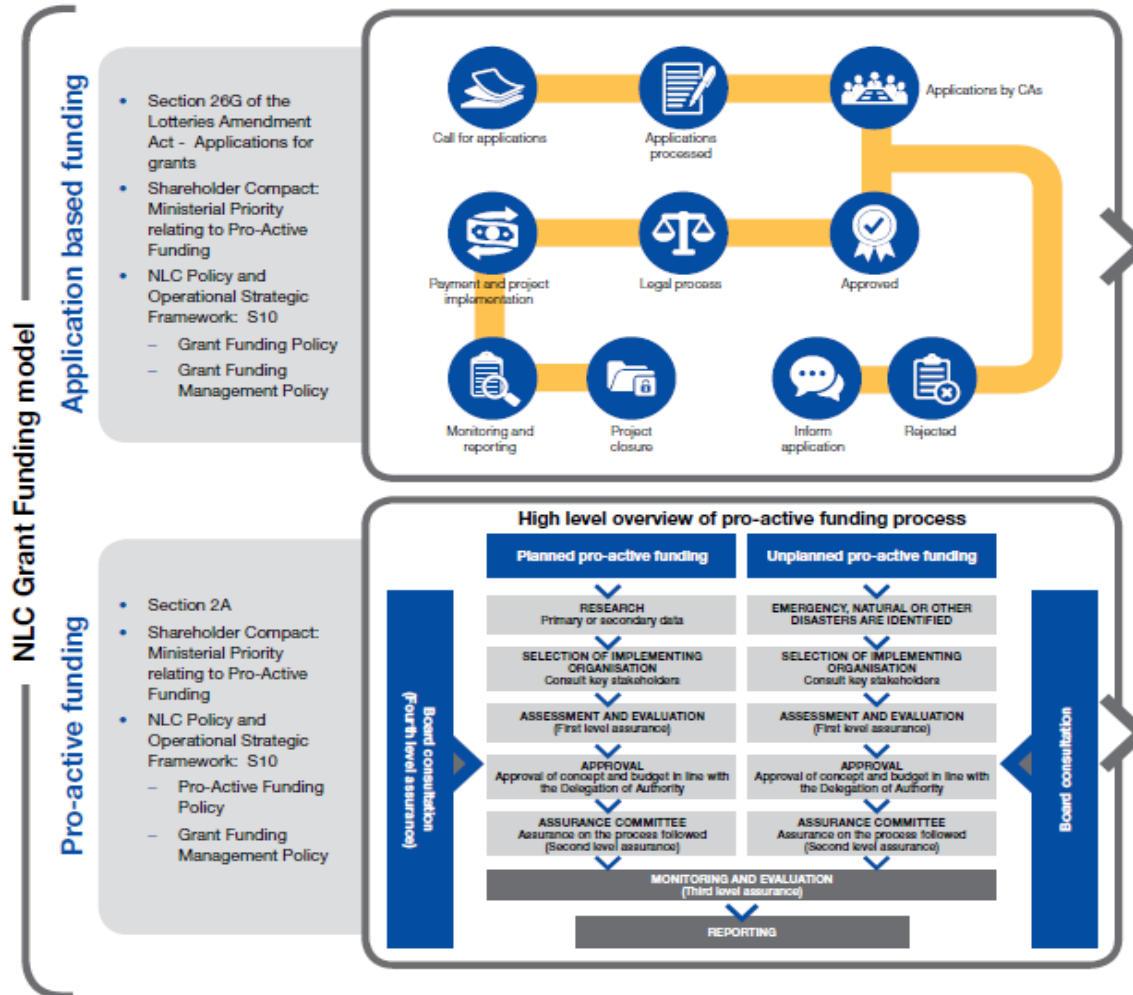 NLC Grant Funding model
Application based funding
• Section 26G of the
Lotteries Amendment
Act - Applications for
grants
• Shareholder Compact:
Ministerial Priority
relating to Pro-Active
Funding
• NLC Policy and
Operational Strategic
Framework: S10
– Grant Funding Policy
– Grant Funding
Management Policy
Call for applications
Applications
processed
Applications by CAs
Payment and project
implementation
Legal process
Approved
Monitoring and
reporting
Project
closure
Inform
application
Rejected
Pro-active funding
• Section 2A
• Shareholder Compact:
Ministerial Priority
relating to Pro-Active
Funding
• NLC Policy and
Operational Strategic
Framework: S10
– Pro-Active Funding
Policy
– Grant Funding
Management Policy
High level overview of pro-active funding process
Board consultation
(Fourth level assurance)
Planned pro-active funding
RESEARCH
Primary or secondary data
SELECTION OF IMPLEMENTING
ORGANISATION
Consult key stakeholders
ASSESSMENT AND EVALUATION
(First level assurance)
APPROVAL
Approval of concept and budget in line with
the Delegation of Authority
ASSURANCE COMMITTEE
Assurance on the process followed
(Second level assurance)
Unplanned pro-active funding
EMERGENCY, NATURAL OR OTHER
DISASTERS ARE IDENTIFIED
SELECTION OF IMPLEMENTING
ORGANISATION
Consult key stakeholders
ASSESSMENT AND EVALUATION
(First level assurance)
APPROVAL
Approval of concept and budget in line with
the Delegation of Authority
ASSURANCE COMMITTEE
Assurance on the process followed
(Second level assurance)
MONITORING AND EVALUATION
(Third level assurance)
REPORTING
Board consultation